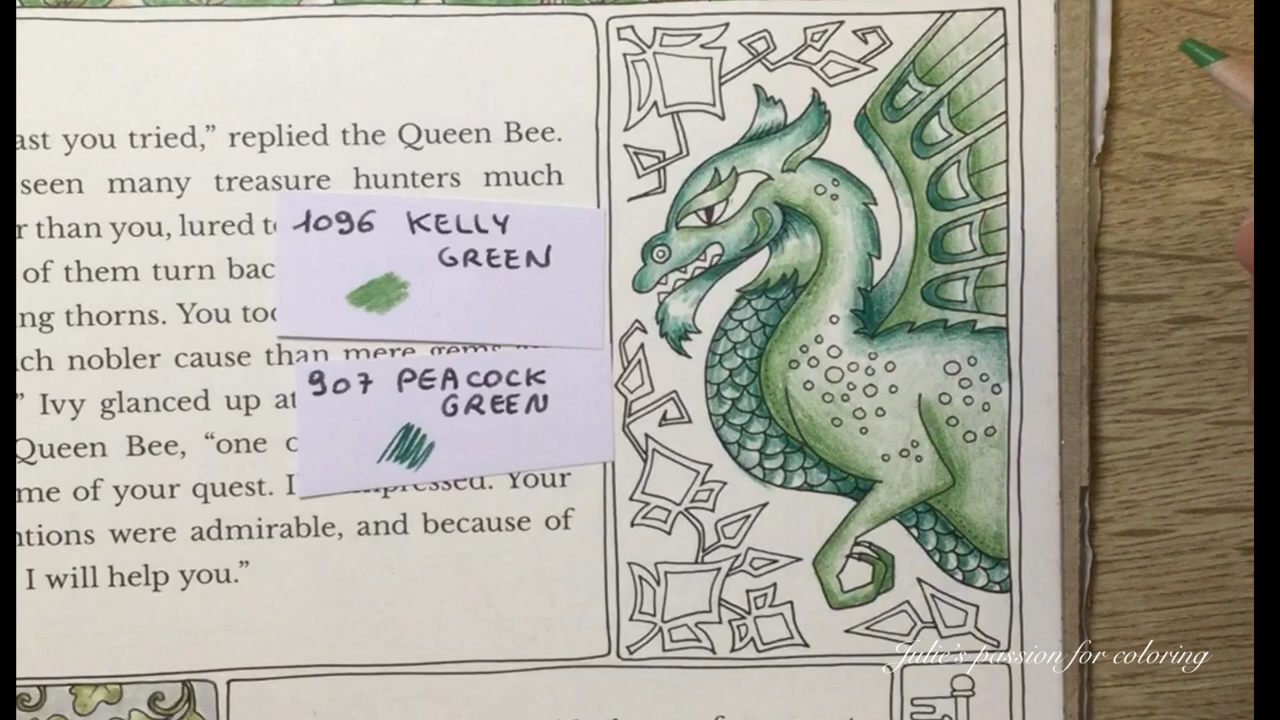 ast you tried,” replied the Queen Bee.
seen many treasure hunters much
r than you, lured
1096 KELLY
GREEN
of them turn bac
ng thorns. You
ch nobler cause than mere
907 PEACOCK
GREEN
” Ivy glanced up at
Queen Bee, “one
me of your quest. I impressed. Your
ntions were admirable, and because of
I will help you.”
Julie's passion for coloring